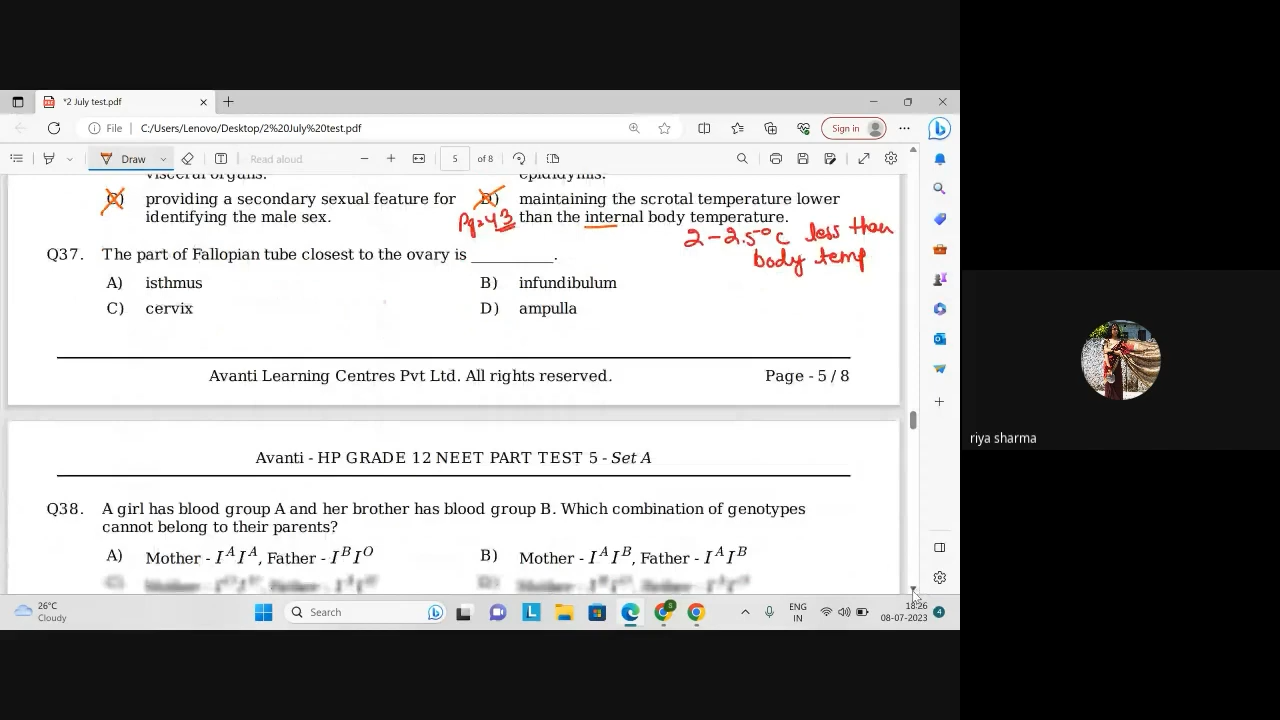 *2 July test.pdf
File
C:/Users/Lenovo/Desktop/2%20July%20test.pdf
Sign in
Draw
Read aloud
5 of 8
visceral organs.
epididymis.
C) providing a secondary sexual feature for
identifying the male sex.
D) maintaining the scrotal temperature lower
than the internal body temperature.
Pg=43
2-2.5°C less than
body temp
Q37. The part of Fallopian tube closest to the ovary is __________.
A) isthmus
B) infundibulum
C) cervix
D) ampulla
Avanti Learning Centres Pvt Ltd. All rights reserved.
Page - 5 / 8
Avanti - HP GRADE 12 NEET PART TEST 5 - Set A
Q38. A girl has blood group A and her brother has blood group B. Which combination of genotypes
cannot belong to their parents?
A) Mother - I^A I^A, Father - I^B I^O
B) Mother - I^A I^B, Father - I^A I^B
riya sharma
26°C
Cloudy
Search
ENG
IN
18:26
08-07-2023
4